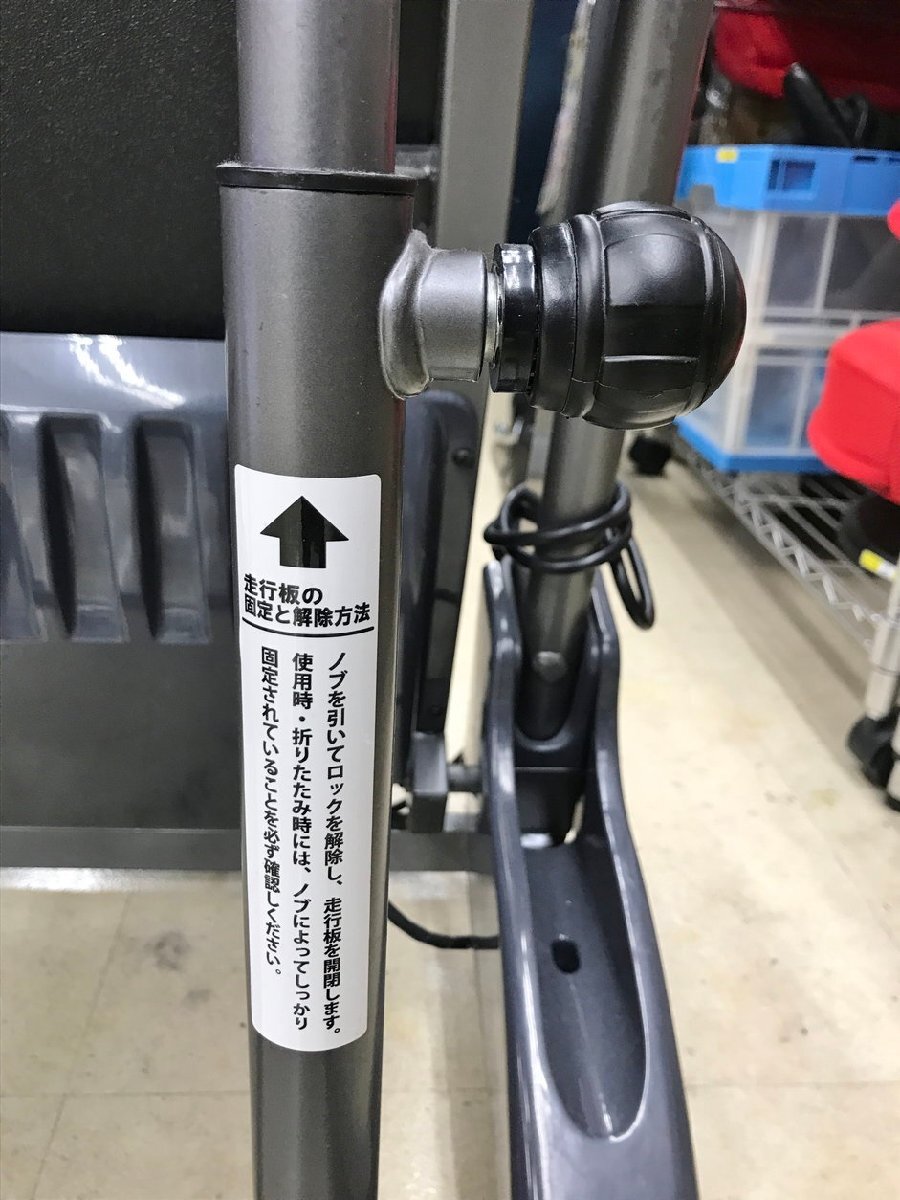 走行板の
固定と解除方法
ノブを引いてロックを解除し、走行板を開閉します。
使用時・折りたたみ時には、ノブによってしっかり
固定されていることを必ず確認しください。